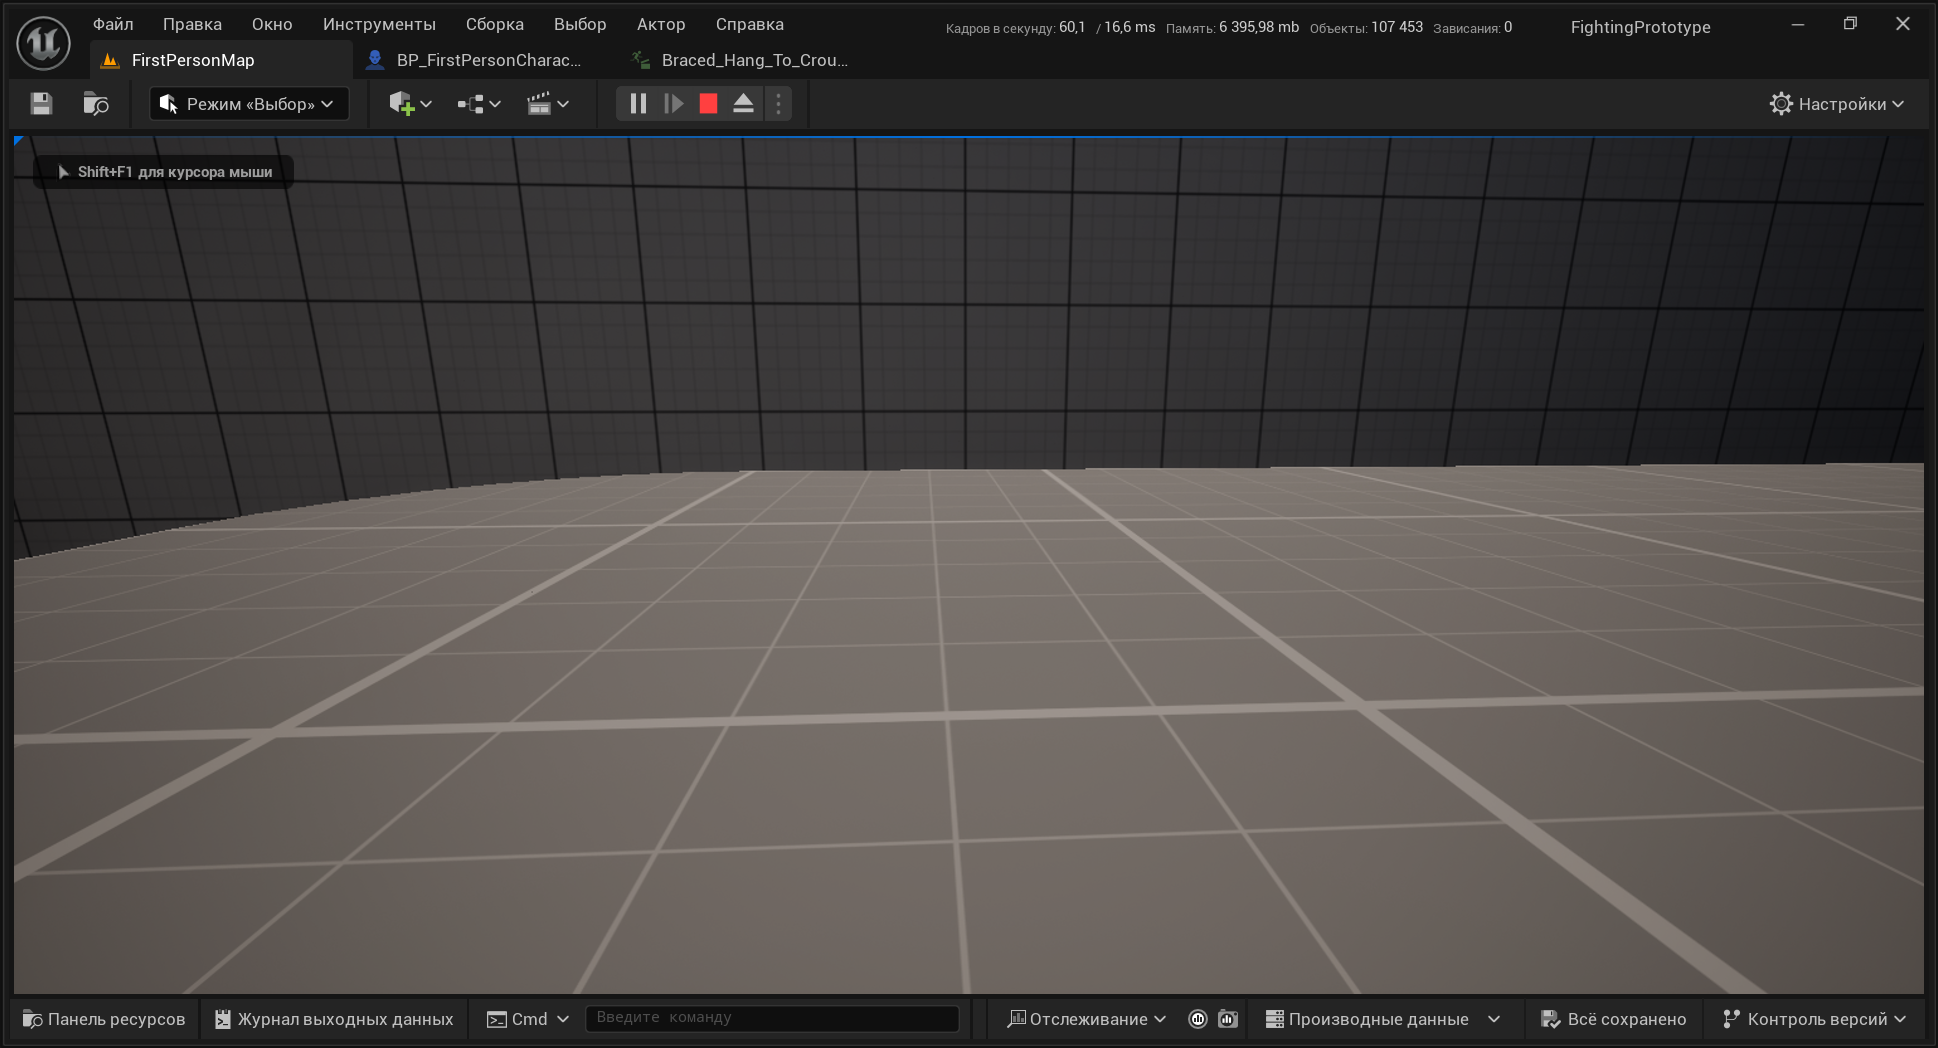 Файл Правка Окно Инструменты Сборка Выбор Актор Справка
Кадров в секунду: 60,1 / 16,6 ms Память: 6 395,98 mb Объекты: 107 453 Зависания: 0
FightingPrototype
FirstPersonMap
BP_FirstPersonCharac...
Braced_Hang_To_Crou...
Режим «Выбор»
Настройки
Shift+F1 для курсора мыши
Панель ресурсов
Журнал выходных данных
Cmd
Введите команду
Отслеживание
Производные данные
Всё сохранено
Контроль версий